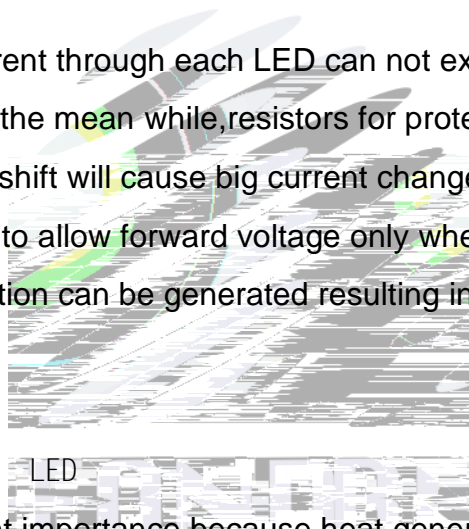 rent through each LED can not ex
the mean while,resistors for prote
shift will cause big current change
to allow forward voltage only whe
tion can be generated resulting in
LED
t importance because heat gener